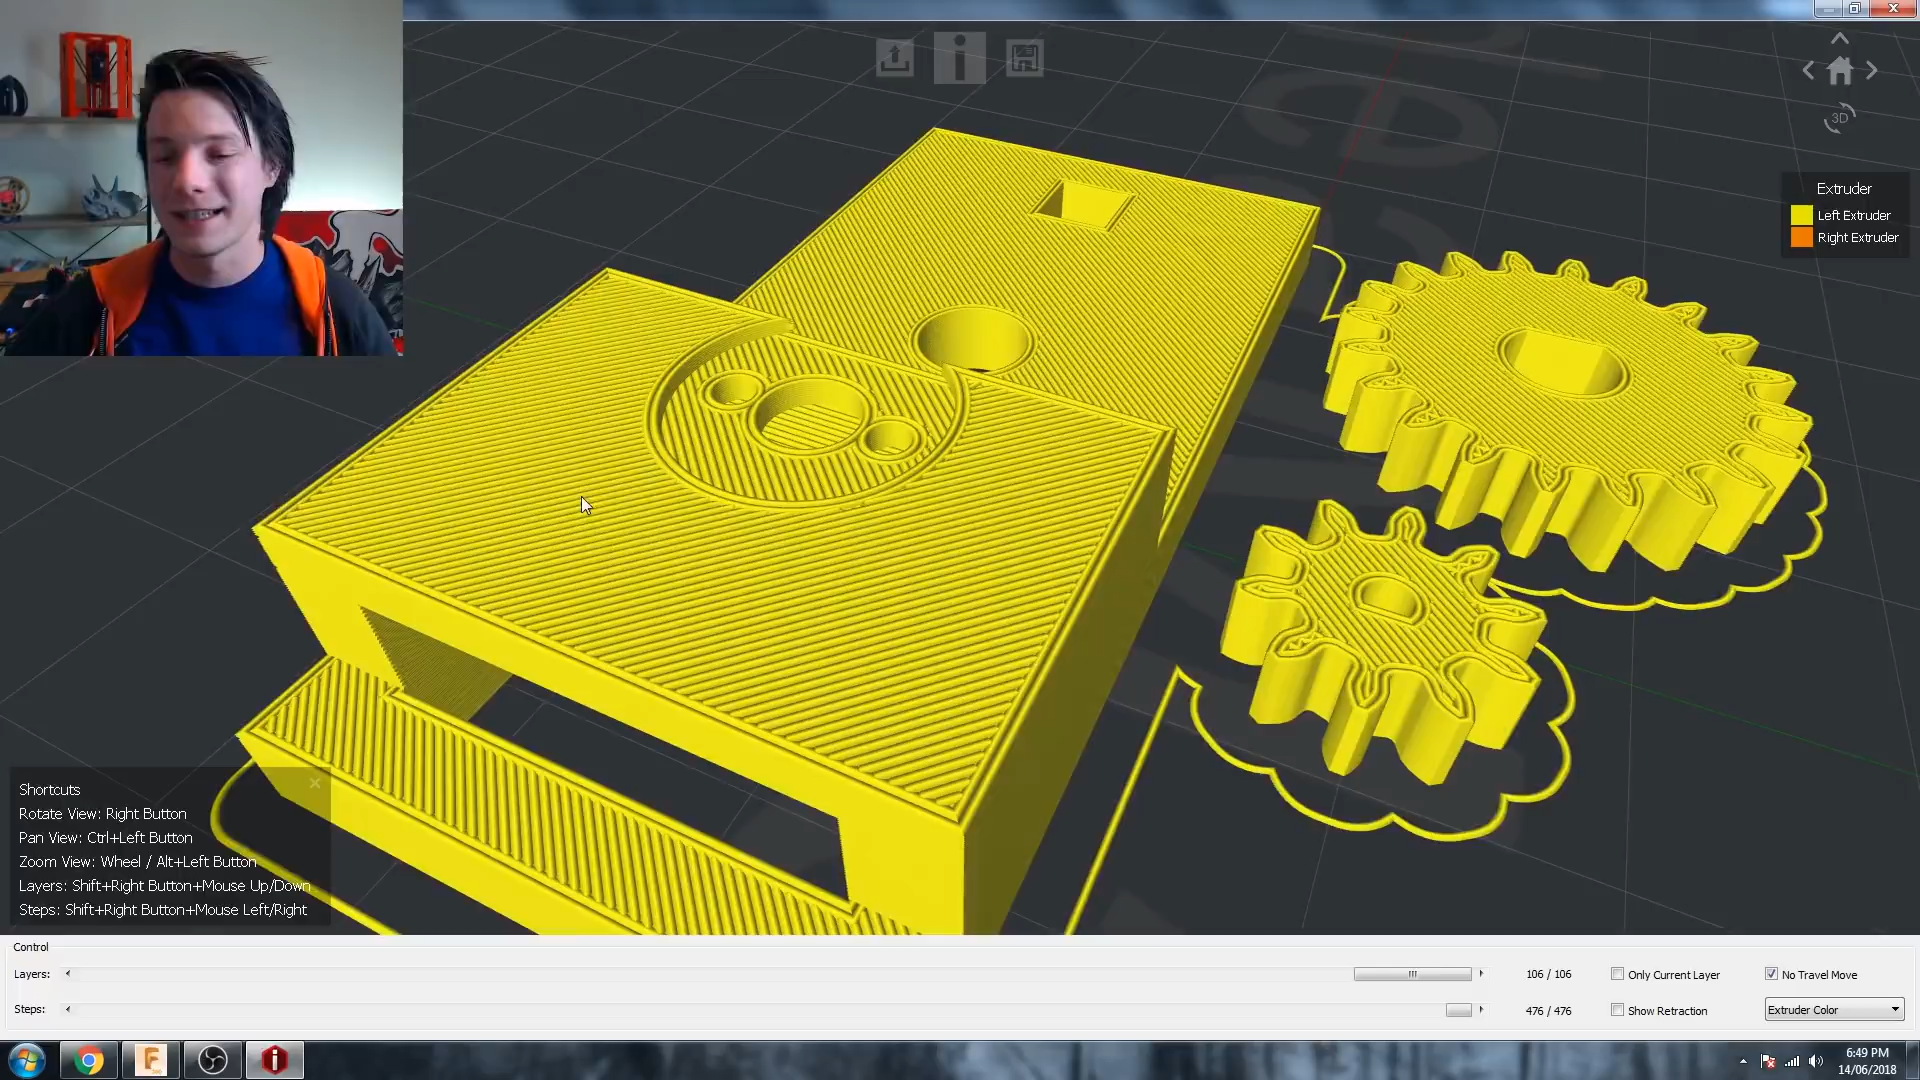 3D
Extruder
Left Extruder
Right Extruder
Shortcuts
Rotate View: Right Button
Pan View: Ctrl+Left Button
Zoom View: Wheel / Alt+Left Button
Layers: Shift+Right Button+Mouse Up/Down
Steps: Shift+Right Button+Mouse Left/Right
Control
Layers:
106 / 106
Only Current Layer
No Travel Move
Steps:
476 / 476
Show Retraction
Extruder Color
6:49 PM
14/06/2018